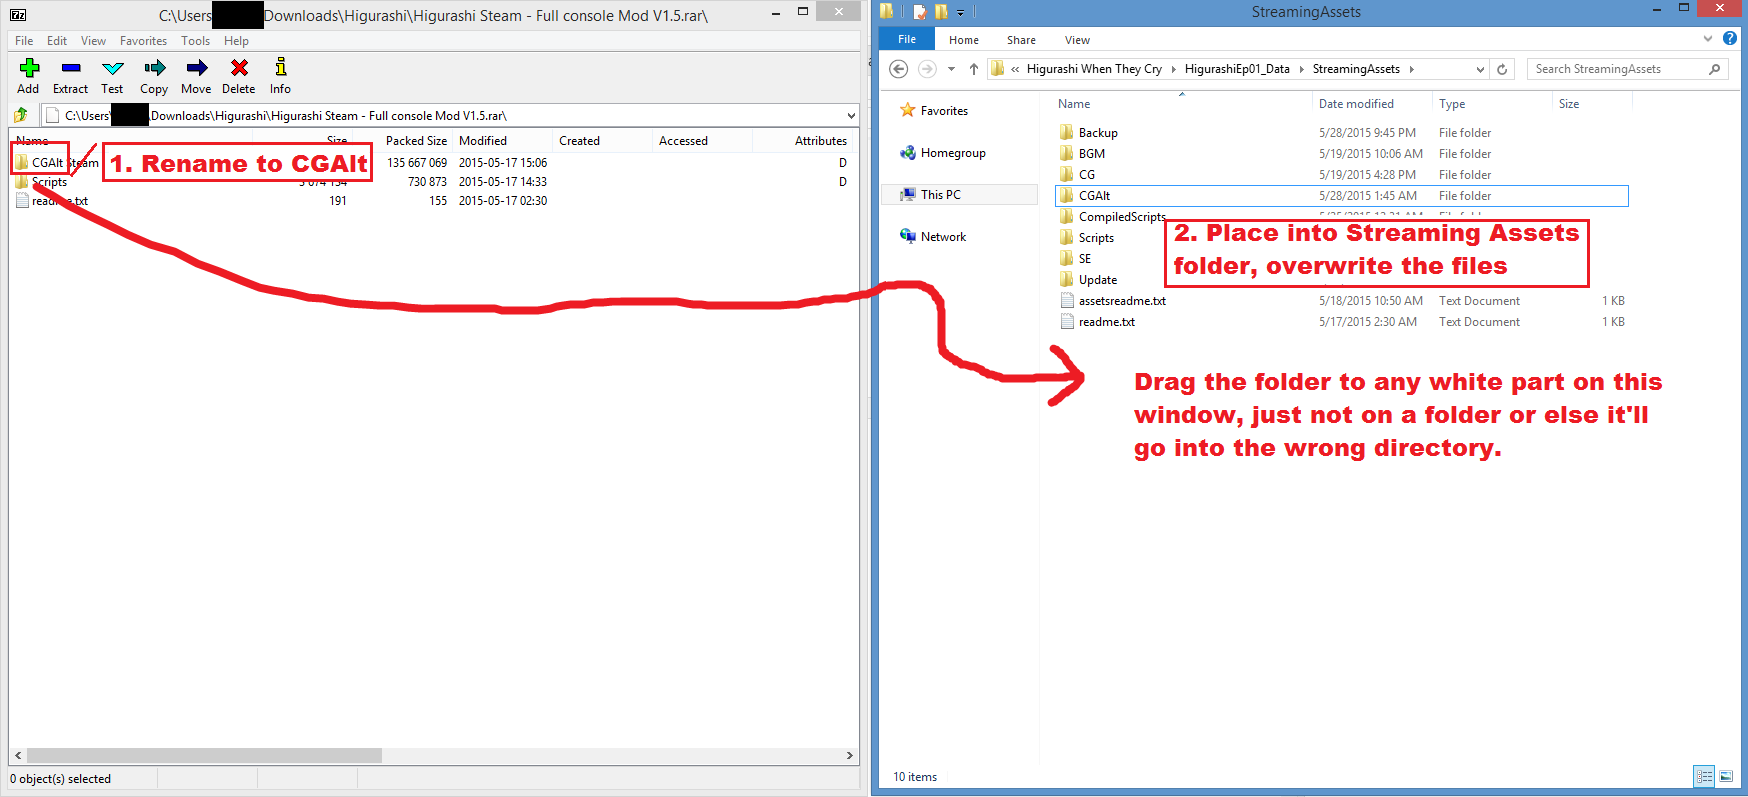 C:\Users Downloads\Higurashi\Higurashi Steam - Full console Mod V1.5.rar\
File Edit View Favorites Tools Help
Add Extract Test Copy Move Delete Info
C:\Users\ \Downloads\Higurashi\Higurashi Steam - Full console Mod V1.5.rar\
Name Size Packed Size Modified Created Accessed Attributes
CGAlt Steam 135 667 069 2015-05-17 15:06 D
Scripts 730 873 2015-05-17 14:33 D
readme.txt 191 155 2015-05-17 02:30
1. Rename to CGAlt
0 object(s) selected
StreamingAssets
File Home Share View
« Higurashi When They Cry HigurashiEp01_Data StreamingAssets
Search StreamingAssets
Favorites
Homegroup
This PC
Network
Name Date modified Type Size
Backup 5/28/2015 9:45 PM File folder
BGM 5/19/2015 10:06 AM File folder
CG 5/19/2015 4:28 PM File folder
CGAlt 5/28/2015 1:45 AM File folder
CompiledScripts
Scripts
SE
Update
assetsreadme.txt 5/18/2015 10:50 AM Text Document 1 KB
readme.txt 5/17/2015 2:30 AM Text Document 1 KB
2. Place into Streaming Assets
folder, overwrite the files
Drag the folder to any white part on this
window, just not on a folder or else it'll
go into the wrong directory.
10 items